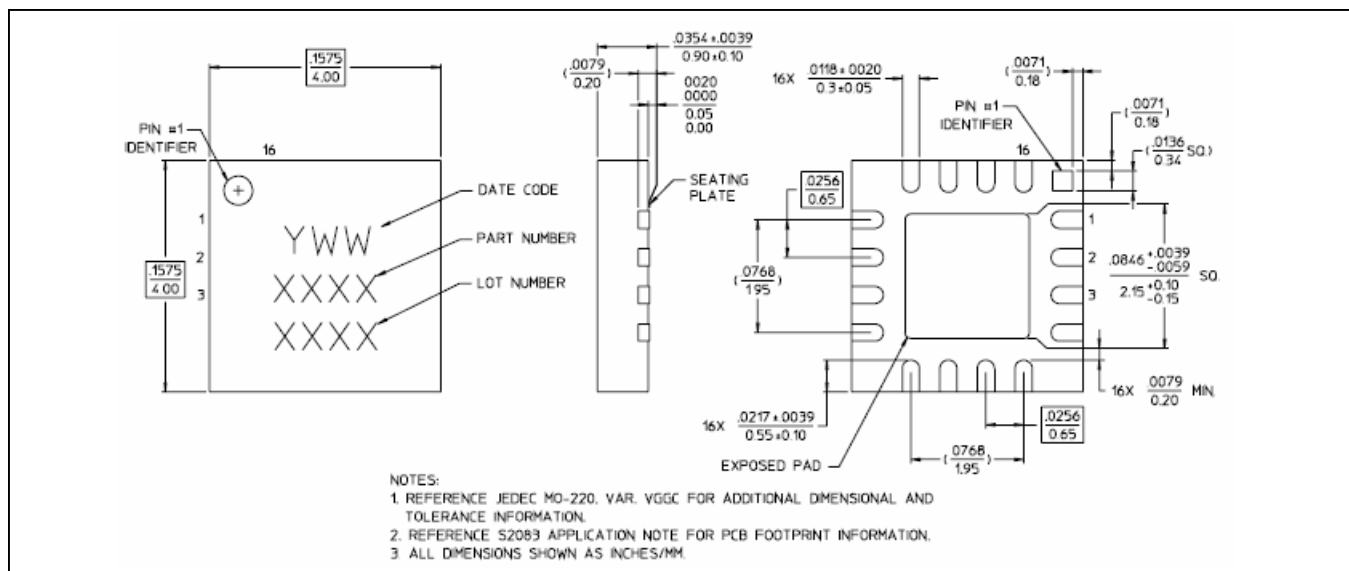 .1575
4.00
PIN #1
IDENTIFIER
16
1
2
3
.1575
4.00
YWW
XXXX
XXXX
DATE CODE
PART NUMBER
LOT NUMBER
.0354±.0039
0.90±0.10
(.0079
0.20)
0020
0000
0.05
0.00
SEATING
PLATE
16X .0118±0020
0.3±0.05
(.0071
0.18)
PIN #1
IDENTIFIER
16
(.0071
0.18)
(.0136
0.34 SQ.)
.0256
0.65
(.0768
1.95)
1
2
3
.0846 +.0039
-.0059
2.15 +0.10
-0.15
SQ.
16X .0079
0.20 MIN.
16X .0217±.0039
0.55±0.10
.0256
0.65
(.0768
1.95)
EXPOSED PAD
NOTES:
1. REFERENCE JEDEC MO-220, VAR. VGGC FOR ADDITIONAL DIMENSIONAL AND
TOLERANCE INFORMATION.
2. REFERENCE S2083 APPLICATION NOTE FOR PCB FOOTPRINT INFORMATION.
3 ALL DIMENSIONS SHOWN AS INCHES/MM.